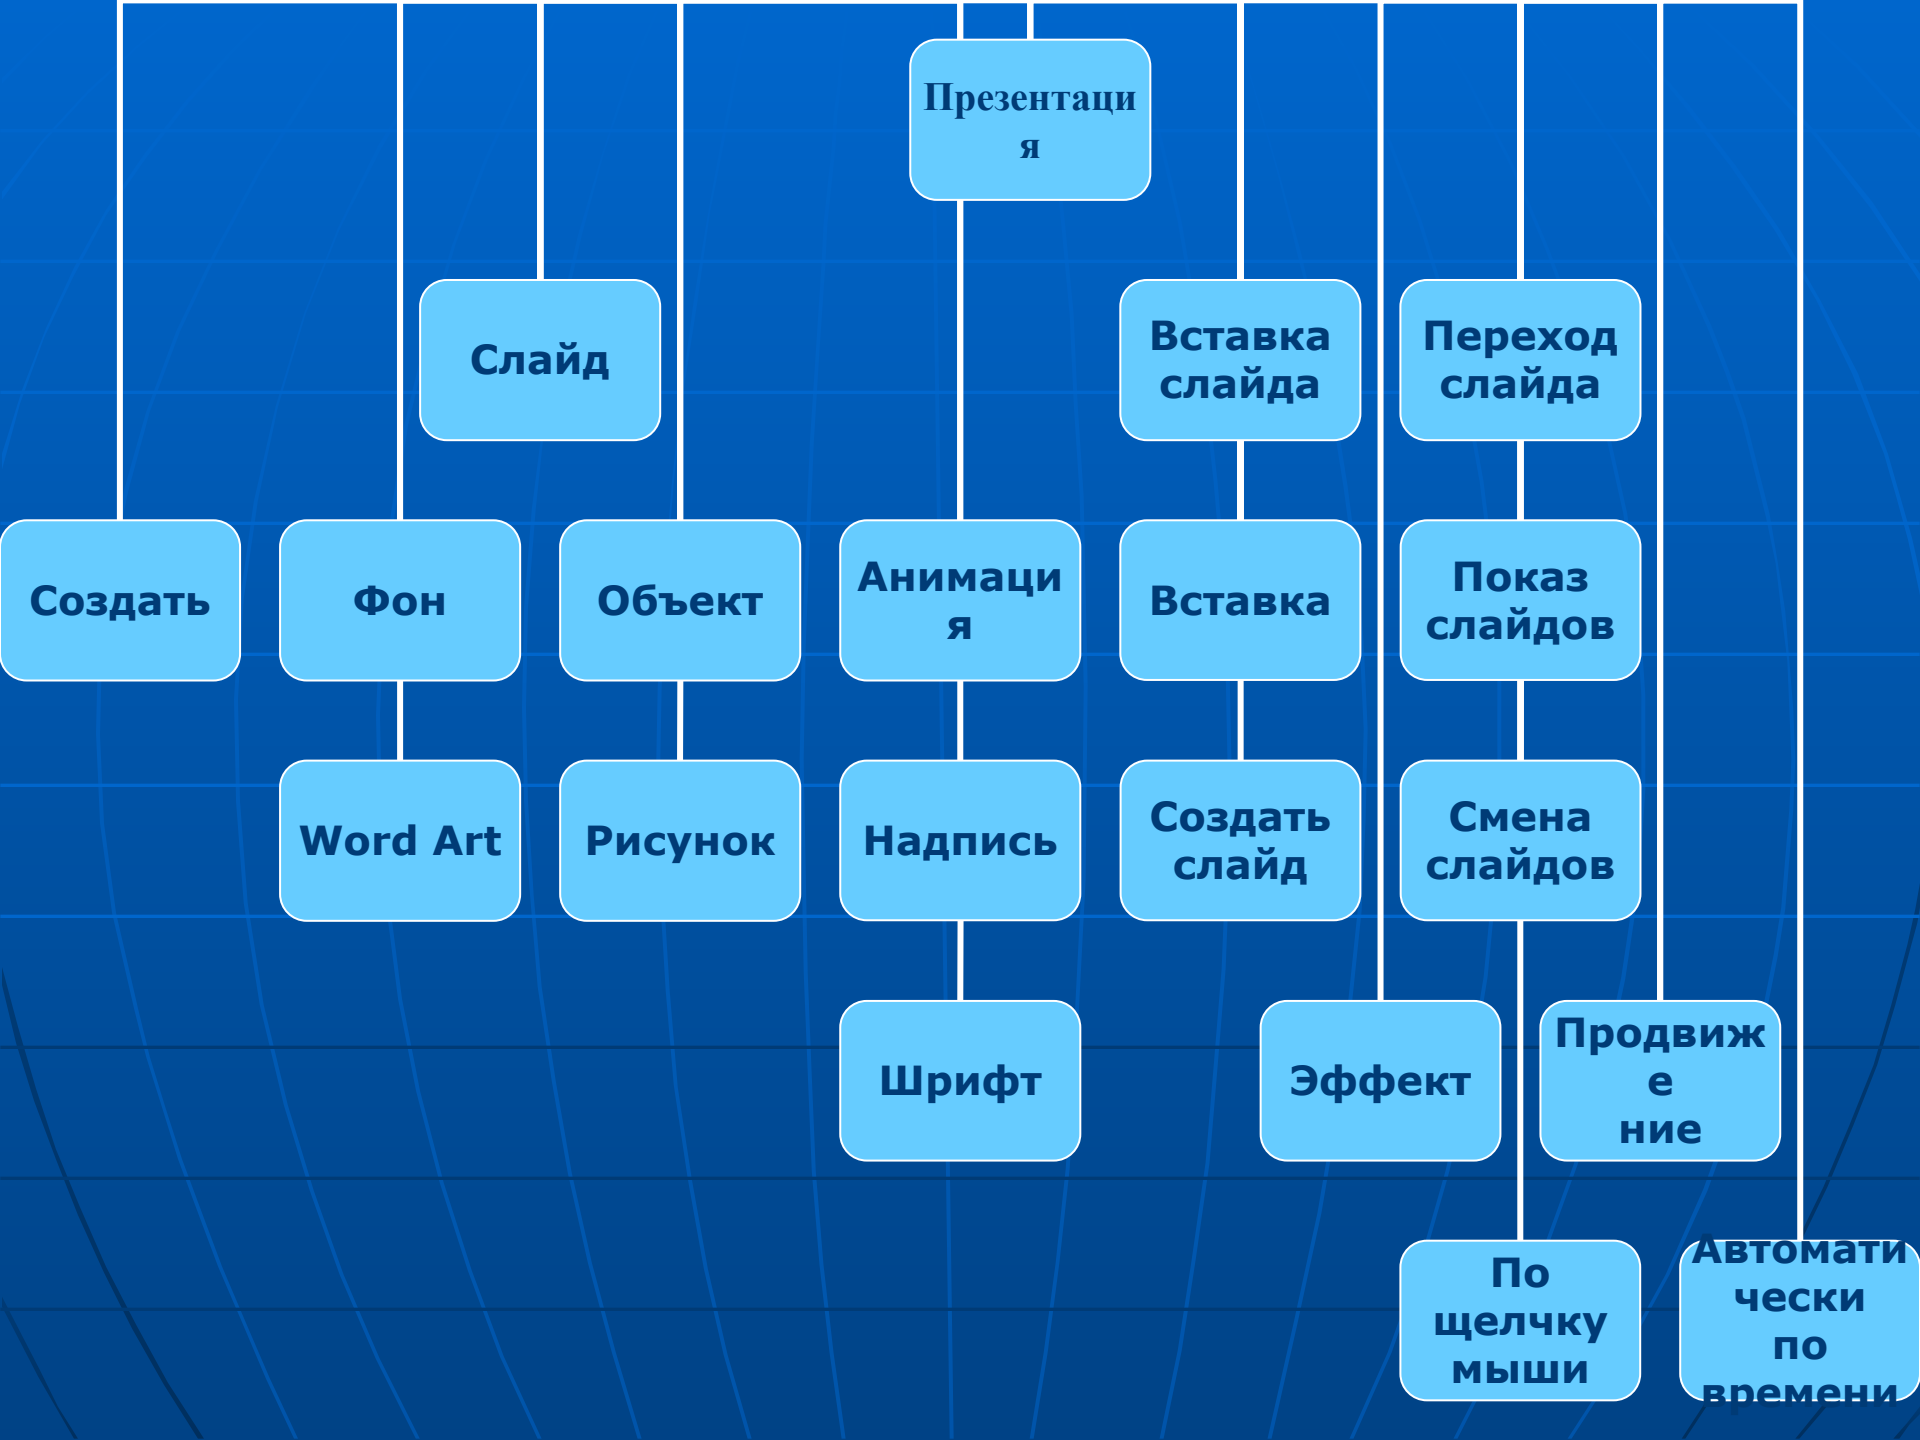 Презентаци
я
Слайд
Вставка
слайда
Переход
слайда
Создать
Фон
Объект
Анимаци
я
Вставка
Показ
слайдов
Word Art
Рисунок
Надпись
Создать
слайд
Смена
слайдов
Шрифт
Эффект
Продвиж
е
ние
По
щелчку
мыши
Автомати
чески
по
времени